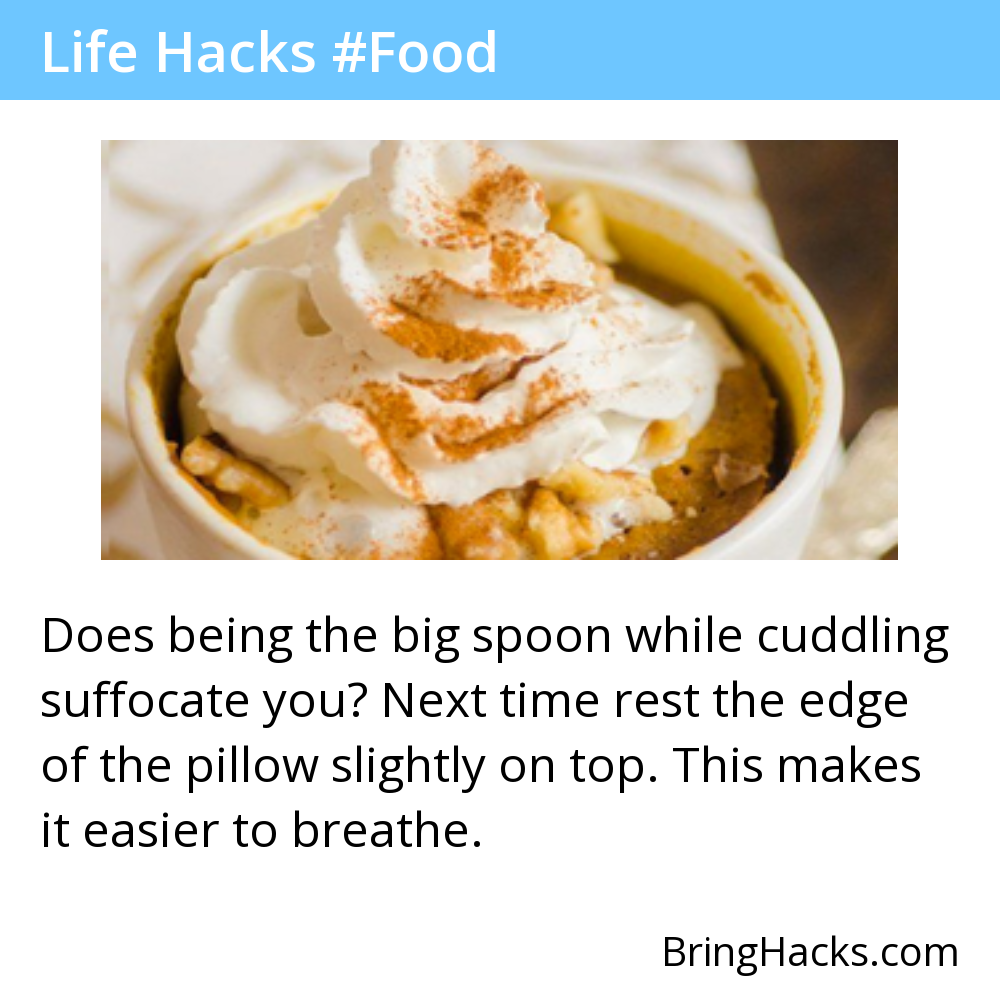 Life Hacks #Food
Does being the big spoon while cuddling
suffocate you? Next time rest the edge
of the pillow slightly on top. This makes
it easier to breathe.
BringHacks.com